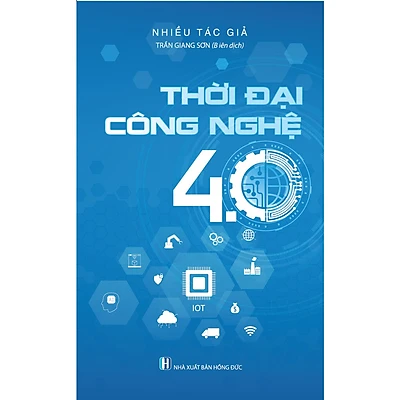 NHIỀU TÁC GIẢ
TRẦN GIANG SƠN (Biên dịch)
THỜI ĐẠI
CÔNG NGHỆ
4.0
IOT
NHÀ XUẤT BẢN HỒNG ĐỨC